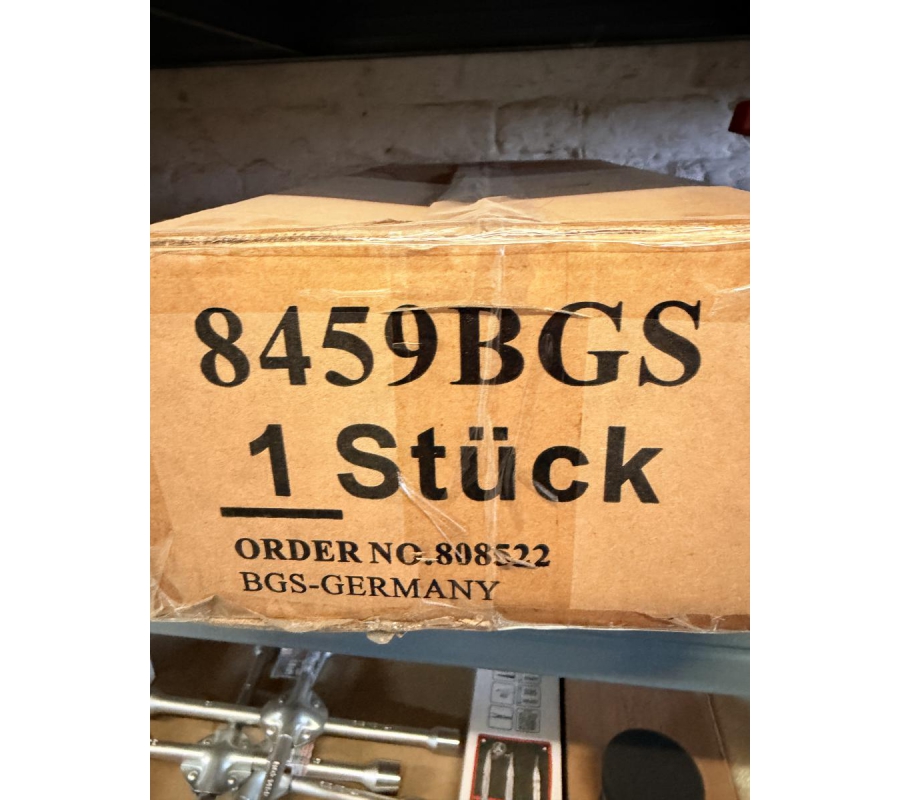 8459BGS
1 Stück
ORDER NO.808522
BGS-GERMANY